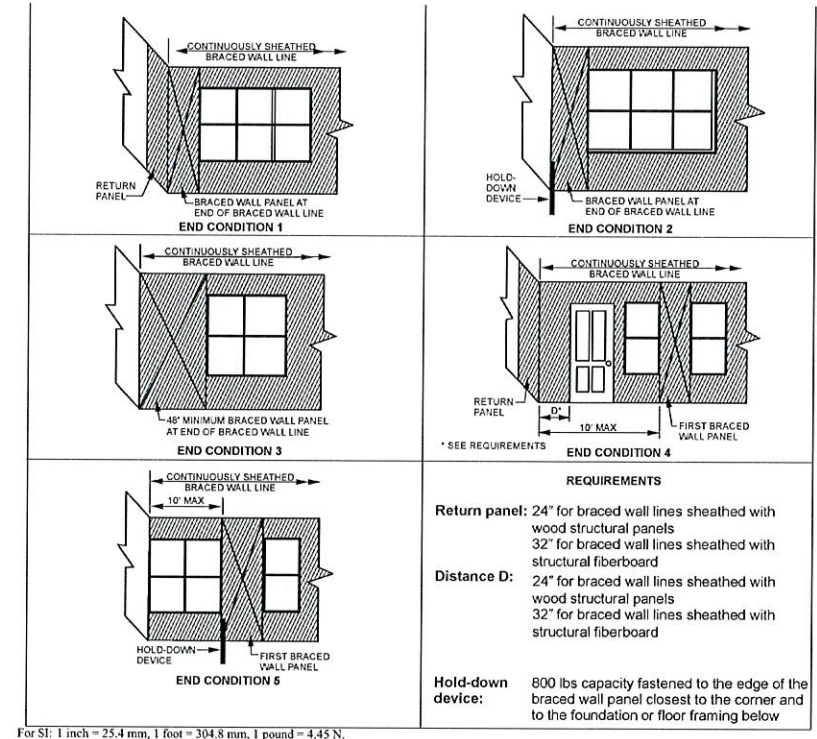 CONTINUOUSLY SHEATHED
BRACED WALL LINE
RETURN
PANEL
BRACED WALL PANEL AT
END OF BRACED WALL LINE
END CONDITION 1
CONTINUOUSLY SHEATHED
BRACED WALL LINE
HOLD-
DOWN
DEVICE
BRACED WALL PANEL AT
END OF BRACED WALL LINE
END CONDITION 2
CONTINUOUSLY SHEATHED
BRACED WALL LINE
48" MINIMUM BRACED WALL PANEL
AT END OF BRACED WALL LINE
END CONDITION 3
CONTINUOUSLY SHEATHED
BRACED WALL LINE
RETURN
PANEL
D*
10' MAX
FIRST BRACED
WALL PANEL
* SEE REQUIREMENTS
END CONDITION 4
CONTINUOUSLY SHEATHED
BRACED WALL LINE
10' MAX
HOLD-DOWN
DEVICE
FIRST BRACED
WALL PANEL
END CONDITION 5
REQUIREMENTS
Return panel: 24" for braced wall lines sheathed with
wood structural panels
32" for braced wall lines sheathed with
structural fiberboard
Distance D: 24" for braced wall lines sheathed with
wood structural panels
32" for braced wall lines sheathed with
structural fiberboard
Hold-down 800 lbs capacity fastened to the edge of the
device: braced wall panel closest to the corner and
to the foundation or floor framing below
For SI: 1 inch = 25.4 mm, 1 foot = 304.8 mm, 1 pound = 4.45 N.